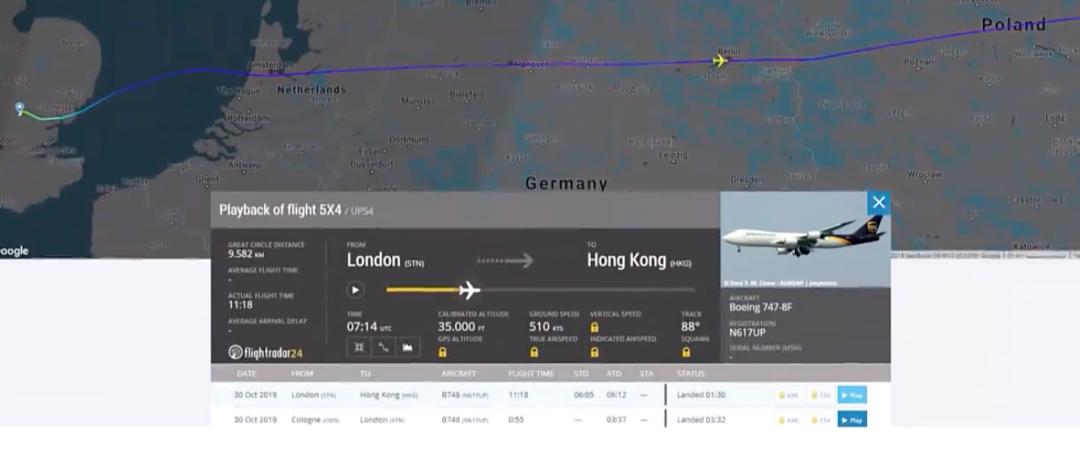 Poland
Berlin
Amsterdam
Hannover
Poznan
Netherlands
The Hague
Münster
Bielefeld
Rotterdam
Lodz
Dortmund
Essen
Antwerp
Düsseldorf
Leipzig
Ghent
Cologne
Wroclaw
Dresden
Germany
Katowice
oogle
Playback of flight 5X4 / UPS4
GREAT CIRCLE DISTANCE
9.582 KM
AVERAGE FLIGHT TIME
-
ACTUAL FLIGHT TIME
11:18
AVERAGE ARRIVAL DELAY
-
flightradar24
FROM
London (STN)
TO
Hong Kong (HKG)
TIME CALIBRATED ALTITUDE GROUND SPEED VERTICAL SPEED TRACK
07:14 UTC 35.000 FT 510 KTS 88°
GPS ALTITUDE TRUE AIRSPEED INDICATED AIRSPEED SQUAWK
AIRCRAFT
Boeing 747-8F
REGISTRATION
N617UP
SERIAL NUMBER (MSN)
-
DATE FROM TO AIRCRAFT FLIGHT TIME STD ATD STA STATUS
30 Oct 2019 London (STN) Hong Kong (HKG) B748 (N617UP) 11:18 06:05 06:12 — Landed 01:30 KML CSV Play
30 Oct 2019 Cologne (CGN) London (STN) B748 (N617UP) 0:55 — 03:37 — Landed 03:32 KML CSV Play